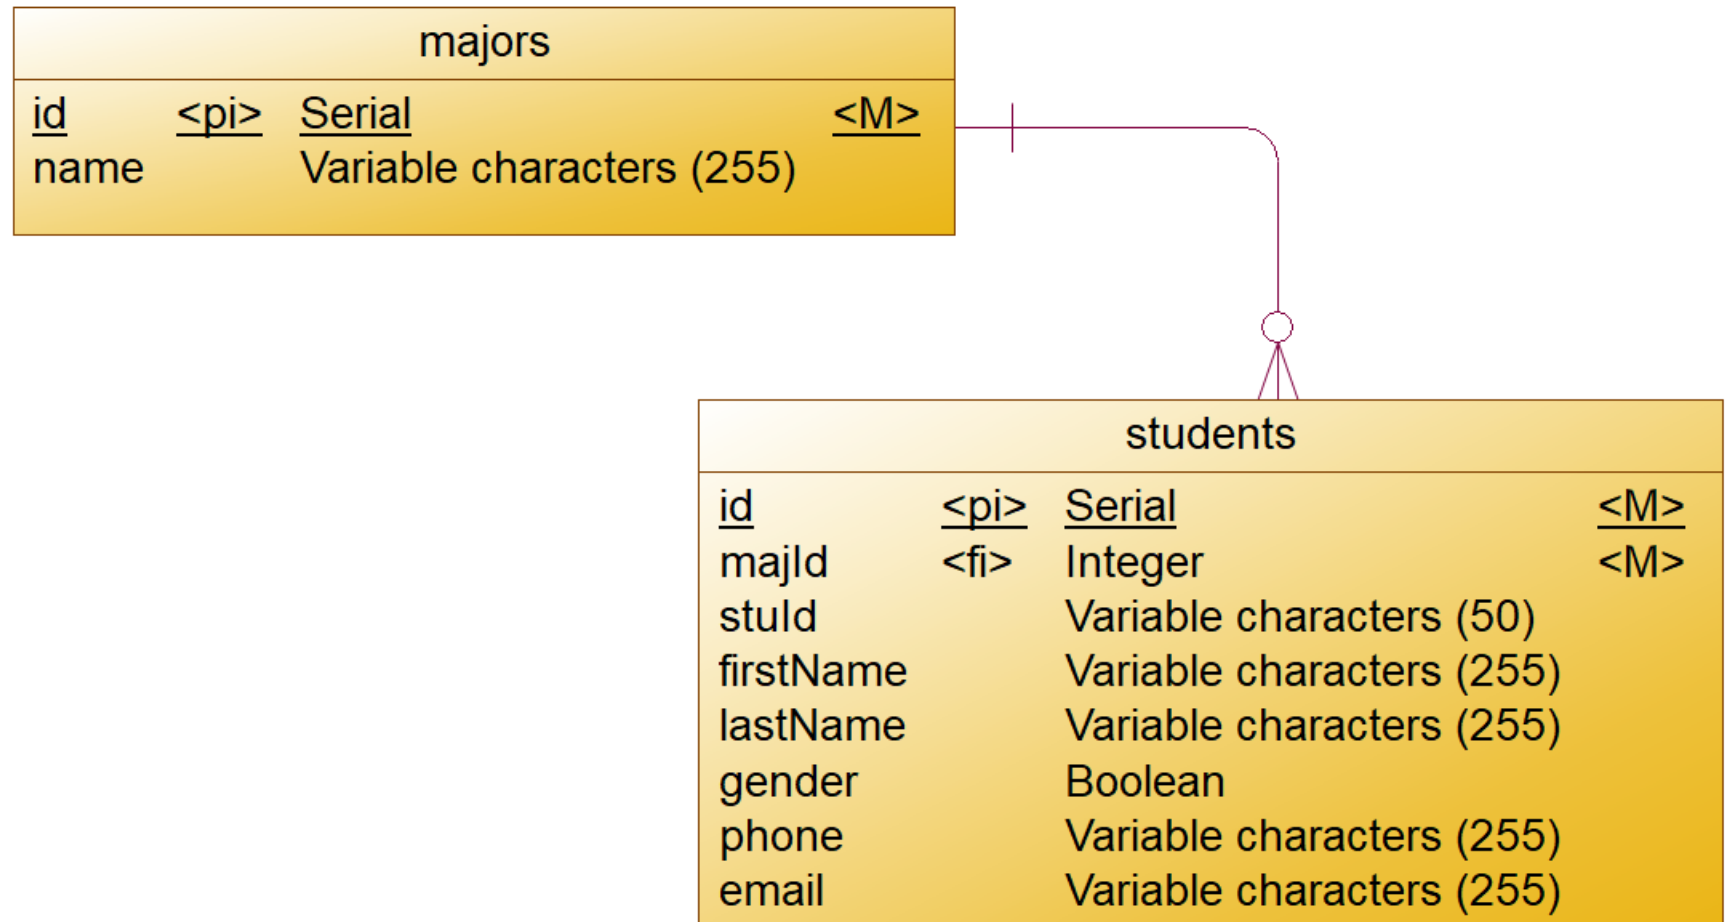 majors
id <pi> Serial <M>
name Variable characters (255)
students
id <pi> Serial <M>
majId <fi> Integer <M>
stuId Variable characters (50)
firstName Variable characters (255)
lastName Variable characters (255)
gender Boolean
phone Variable characters (255)
email Variable characters (255)